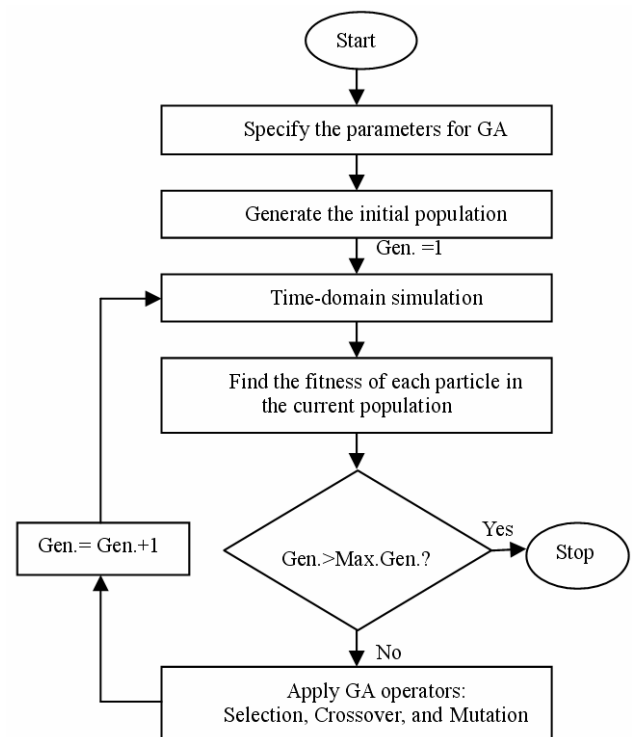 Start
Specify the parameters for GA
Generate the initial population
Gen. =1
Time-domain simulation
Find the fitness of each particle in
the current population
Gen.>Max.Gen.?
Yes
Stop
No
Apply GA operators:
Selection, Crossover, and Mutation
Gen.= Gen.+1